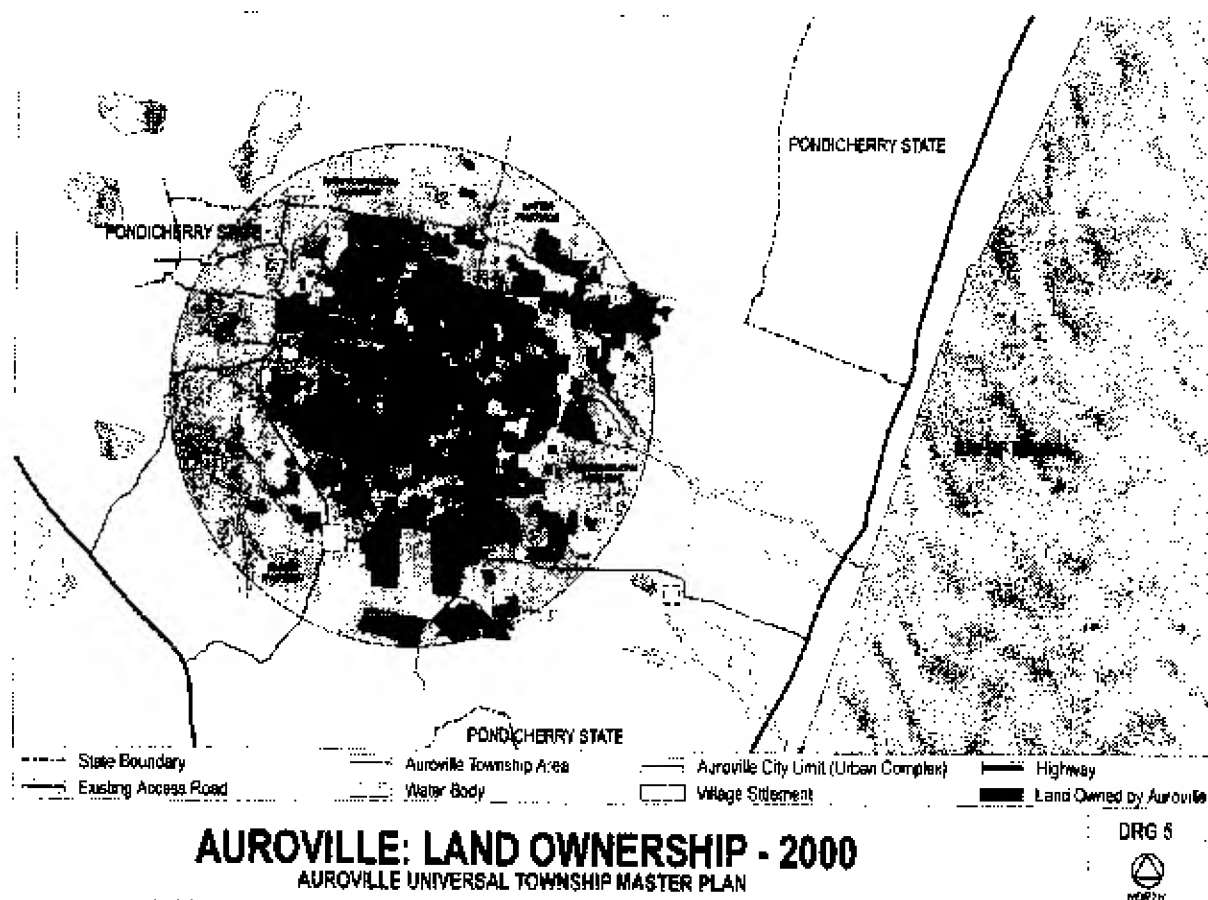 PONDICHERRY STATE
PONDICHERRY STATE
PONDICHERRY STATE
State Boundary
Auroville Township Area
Auroville City Limit (Urban Complex)
Highway
Existing Access Road
Water Body
Village Sttlement
Land Owned by Auroville
AUROVILLE: LAND OWNERSHIP - 2000
AUROVILLE UNIVERSAL TOWNSHIP MASTER PLAN
DRG 5
NORTH